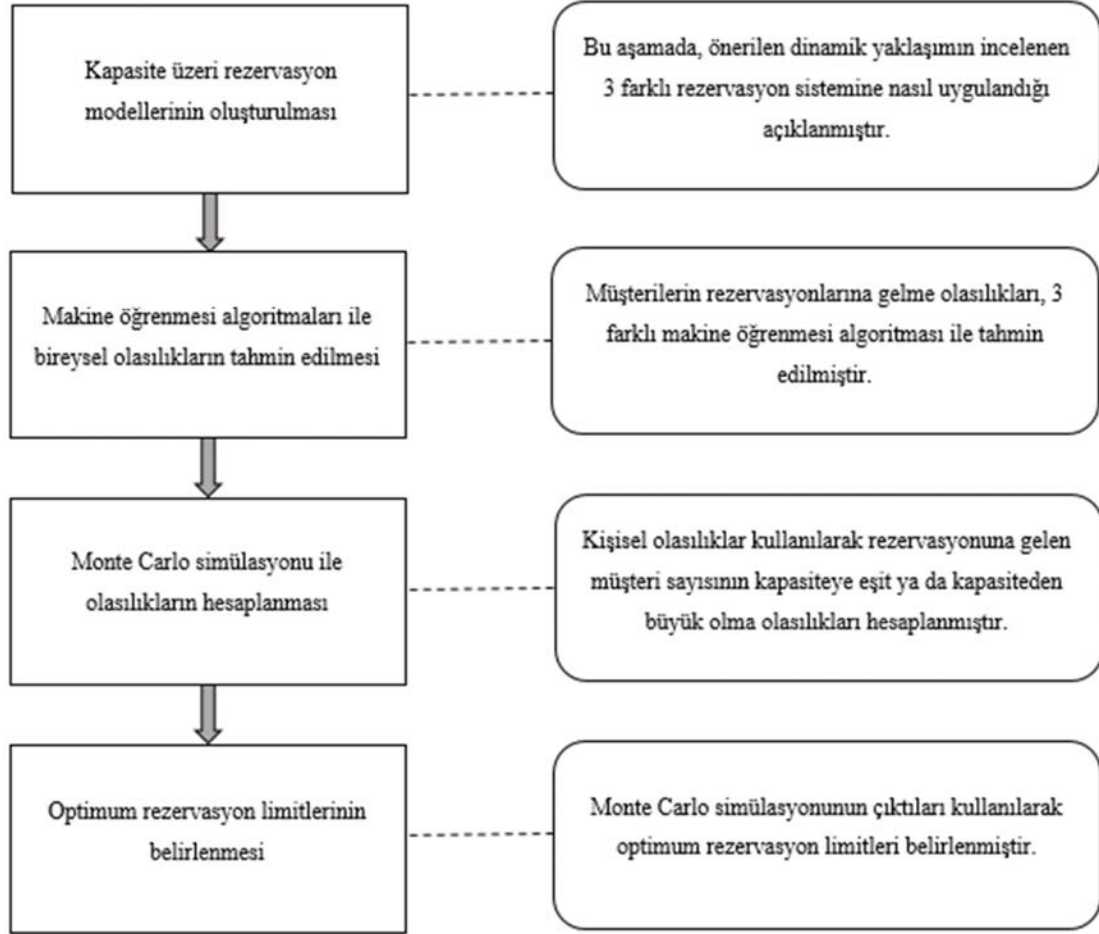 Kapasite üzeri rezervasyon
modellerinin oluşturulması
Bu aşamada, önerilen dinamik yaklaşımın incelenen
3 farklı rezervasyon sistemine nasıl uygulandığı
açıklanmıştır.
Makine öğrenmesi algoritmaları ile
bireysel olasılıkların tahmin edilmesi
Müşterilerin rezervasyonlarına gelme olasılıkları, 3
farklı makine öğrenmesi algoritması ile tahmin
edilmiştir.
Monte Carlo simülasyonu ile
olasılıkların hesaplanması
Kişisel olasılıklar kullanılarak rezervasyonuna gelen
müşteri sayısının kapasiteye eşit ya da kapasiteden
büyük olma olasılıkları hesaplanmıştır.
Optimum rezervasyon limitlerinin
belirlenmesi
Monte Carlo simülasyonunun çıktıları kullanılarak
optimum rezervasyon limitleri belirlenmiştir.